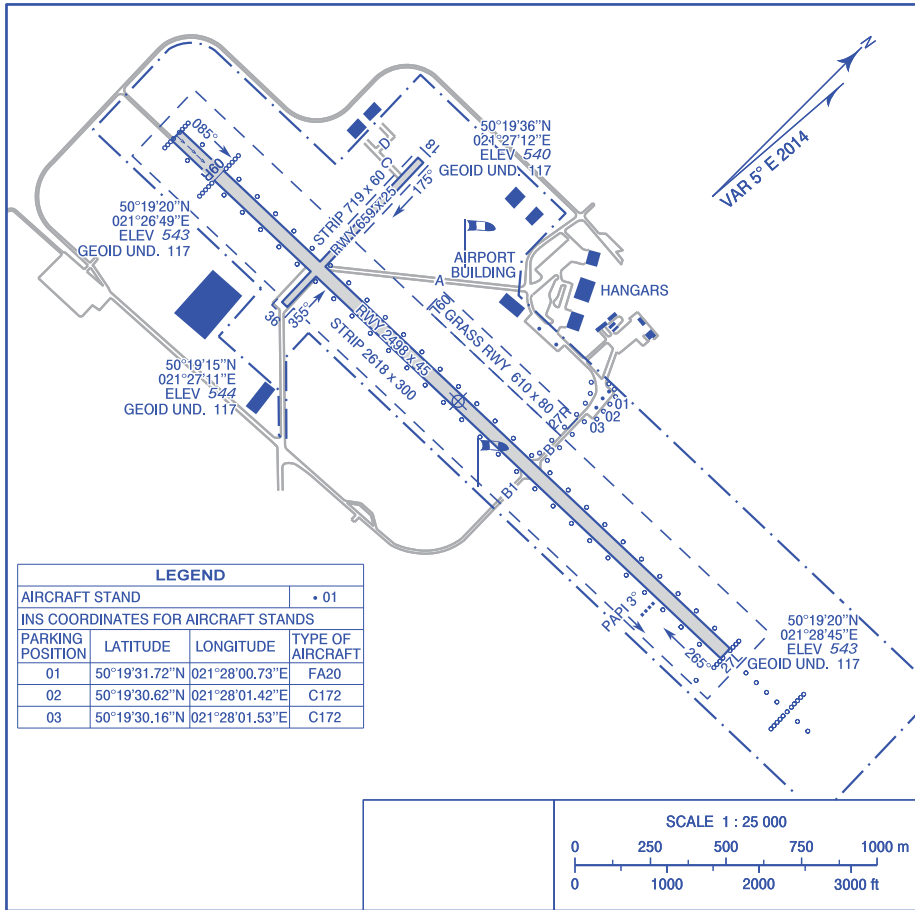 N
VAR 5° E 2014
085°
09L
50°19'20"N
021°26'49"E
ELEV 543
GEOID UND. 117
D
C
18
175°
STRIP 719 x 60
RWY 659 x 25
50°19'36"N
021°27'12"E
ELEV 540
GEOID UND. 117
AIRPORT
BUILDING
HANGARS
A
36
355°
RWY 2498 x 45
STRIP 2618 x 300
GRASS RWY 610 x 80
27R
50°19'15"N
021°27'11"E
ELEV 544
GEOID UND. 117
01
02
03
B
B1
PAPI 3°
265°
27L
50°19'20"N
021°28'45"E
ELEV 543
GEOID UND. 117
LEGEND
AIRCRAFT STAND • 01
INS COORDINATES FOR AIRCRAFT STANDS
PARKING POSITION LATITUDE LONGITUDE TYPE OF AIRCRAFT
01 50°19'31.72"N 021°28'00.73"E FA20
02 50°19'30.62"N 021°28'01.42"E C172
03 50°19'30.16"N 021°28'01.53"E C172
SCALE 1 : 25 000
0 250 500 750 1000 m
0 1000 2000 3000 ft